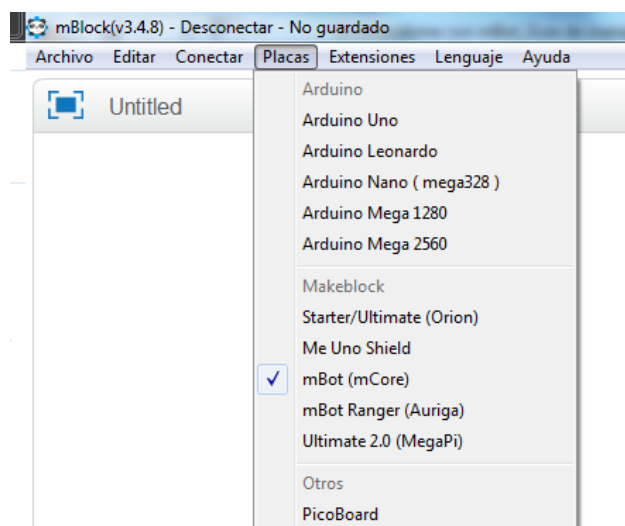 mBlock(v3.4.8) - Desconectar - No guardado
Archivo Editar Conectar Placas Extensiones Lenguaje Ayuda
Untitled
Arduino
Arduino Uno
Arduino Leonardo
Arduino Nano ( mega328 )
Arduino Mega 1280
Arduino Mega 2560
Makeblock
Starter/Ultimate (Orion)
Me Uno Shield
mBot (mCore)
mBot Ranger (Auriga)
Ultimate 2.0 (MegaPi)
Otros
PicoBoard